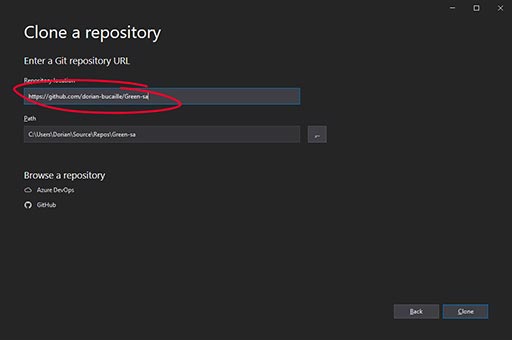 Clone a repository
Enter a Git repository URL
Repository location
https://github.com/dorian-bucaille/Green-sa
Path
C:\Users\Dorian\Source\Repos\Green-sa
...
Browse a repository
Azure DevOps
GitHub
Back
Clone